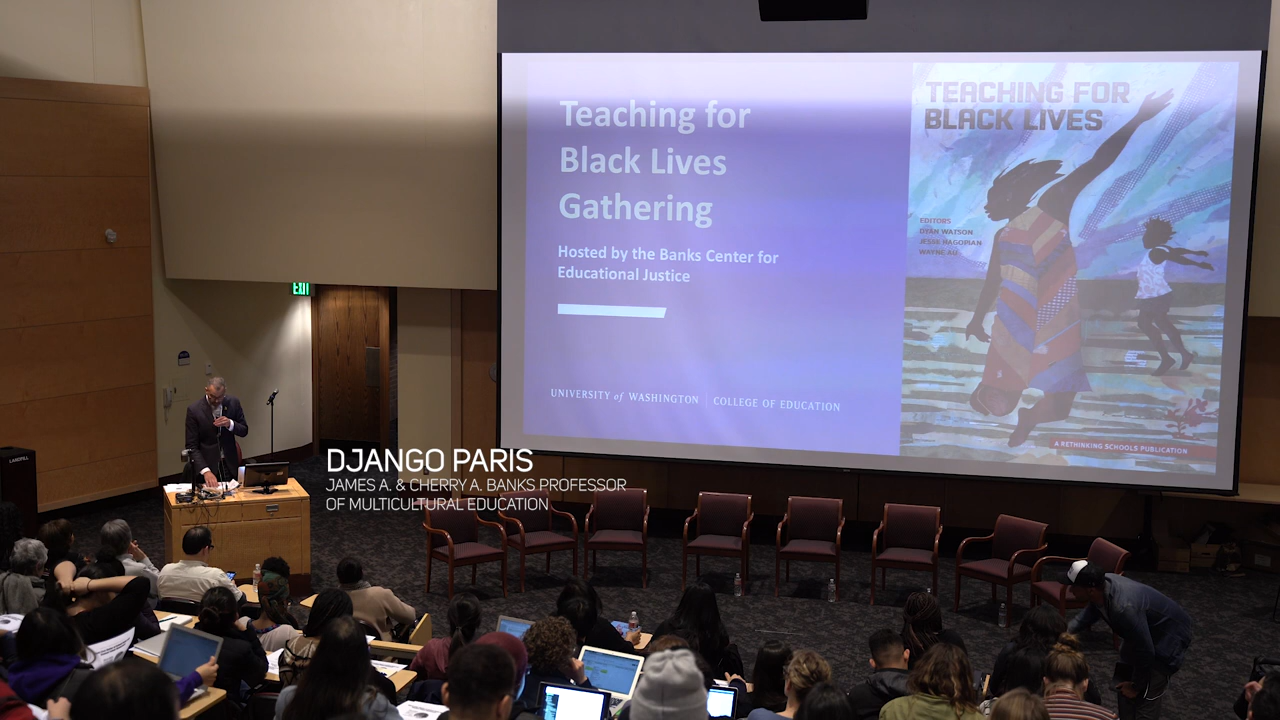 Teaching for
Black Lives
Gathering
Hosted by the Banks Center for
Educational Justice
UNIVERSITY of WASHINGTON | COLLEGE OF EDUCATION
TEACHING FOR
BLACK LIVES
EDITORS
DYAN WATSON
JESSE HAGOPIAN
WAYNE AU
A RETHINKING SCHOOLS PUBLICATION
EXIT
DJANGO PARIS
JAMES A. & CHERRY A. BANKS PROFESSOR
OF MULTICULTURAL EDUCATION
LANDFILL